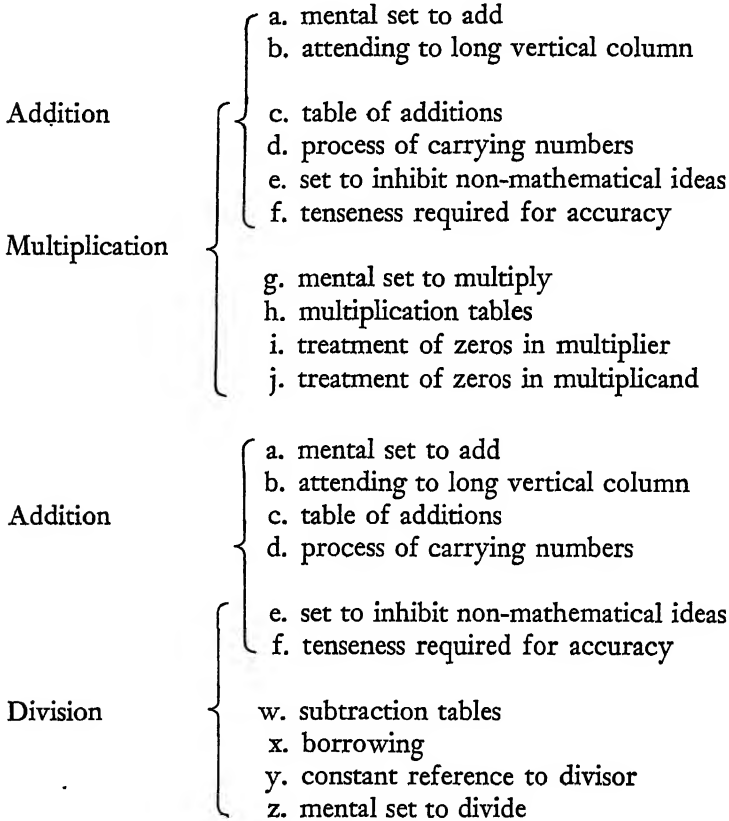 a. mental set to add
b. attending to long vertical column
Addition c. table of additions
d. process of carrying numbers
e. set to inhibit non-mathematical ideas
f. tenseness required for accuracy
Multiplication
g. mental set to multiply
h. multiplication tables
i. treatment of zeros in multiplier
j. treatment of zeros in multiplicand
a. mental set to add
b. attending to long vertical column
Addition c. table of additions
d. process of carrying numbers
e. set to inhibit non-mathematical ideas
f. tenseness required for accuracy
Division w. subtraction tables
x. borrowing
y. constant reference to divisor
z. mental set to divide